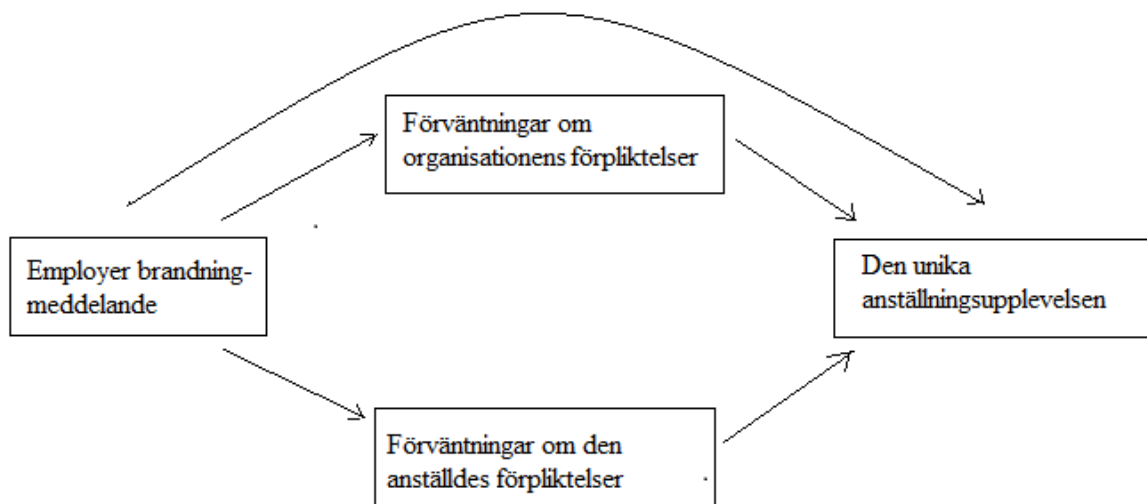 Förväntningar om
organisationens förpliktelser
Employer brandning-
meddelande
Den unika
anställningsupplevelsen
Förväntningar om den
anställdes förpliktelser